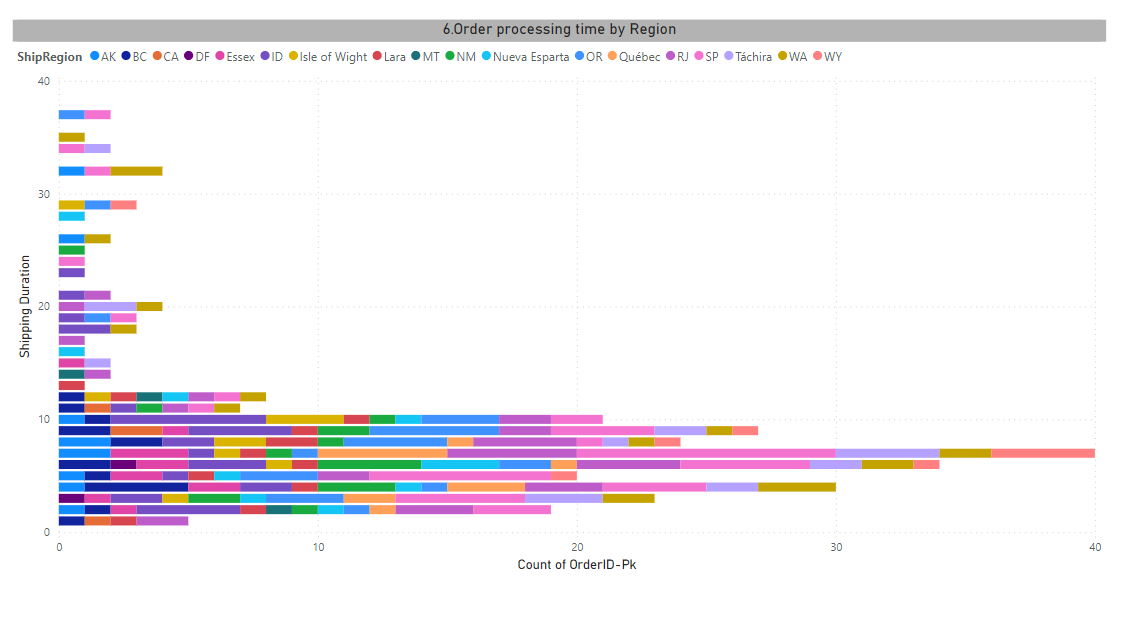 6.Order processing time by Region
ShipRegion AK BC CA DF Essex ID Isle of Wight Lara MT NM Nueva Esparta OR Québec RJ SP Táchira WA WY
40
30
20
10
0
Shipping Duration
0 10 20 30 40
Count of OrderID-Pk